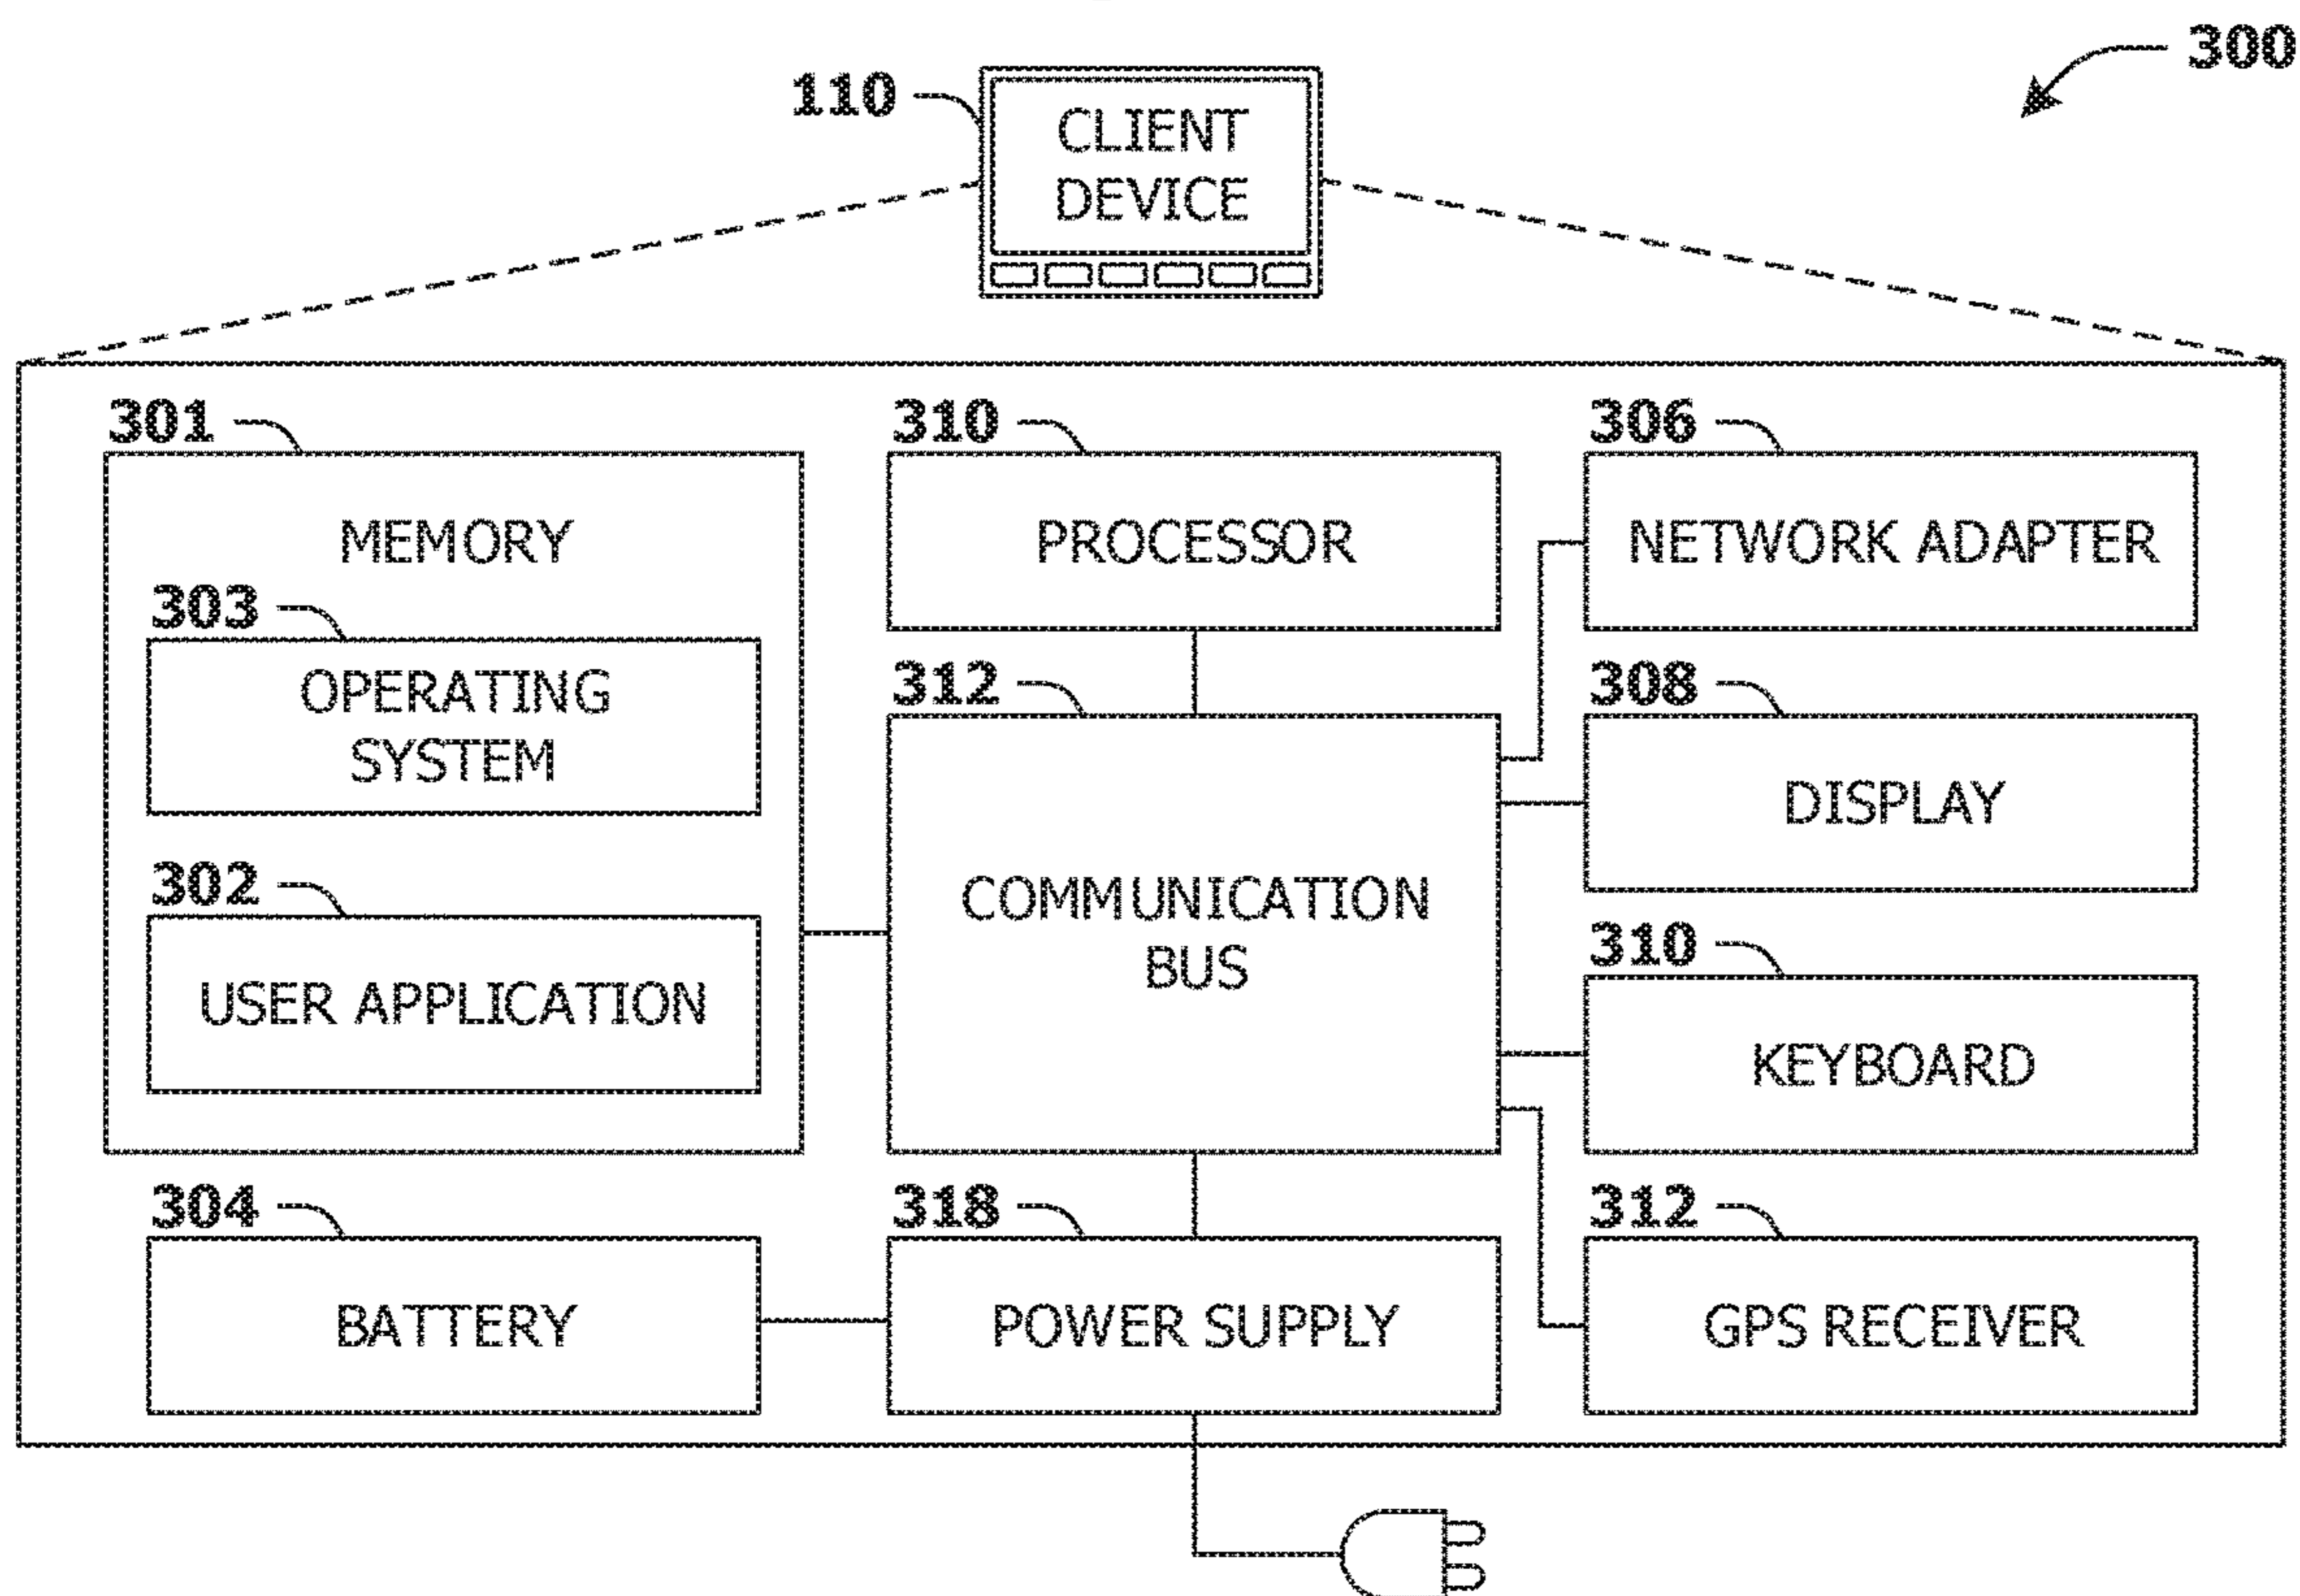 300
110
CLIENT
DEVICE
301
310
306
MEMORY
PROCESSOR
NETWORK ADAPTER
303
OPERATING
SYSTEM
312
308
COMMUNICATION
BUS
DISPLAY
302
USER APPLICATION
310
KEYBOARD
304
318
312
BATTERY
POWER SUPPLY
GPS RECEIVER